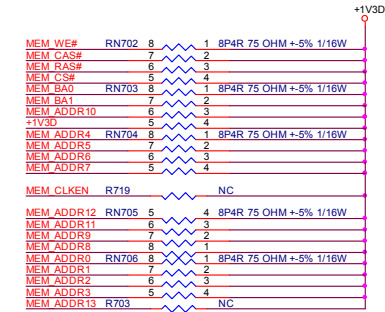 +1V3D
MEM_WE# RN702 8 1 8P4R 75 OHM +-5% 1/16W
MEM_CAS# 7 2
MEM_RAS# 6 3
MEM_CS# 5 4
MEM_BA0 RN703 8 1 8P4R 75 OHM +-5% 1/16W
MEM_BA1 7 2
MEM_ADDR10 6 3
+1V3D 5 4
MEM_ADDR4 RN704 8 1 8P4R 75 OHM +-5% 1/16W
MEM_ADDR5 7 2
MEM_ADDR6 6 3
MEM_ADDR7 5 4
MEM_CLKEN R719 NC
MEM_ADDR12 RN705 5 4 8P4R 75 OHM +-5% 1/16W
MEM_ADDR11 6 3
MEM_ADDR9 7 2
MEM_ADDR8 8 1
MEM_ADDR0 RN706 8 1 8P4R 75 OHM +-5% 1/16W
MEM_ADDR1 7 2
MEM_ADDR2 6 3
MEM_ADDR3 5 4
MEM_ADDR13 R703 NC